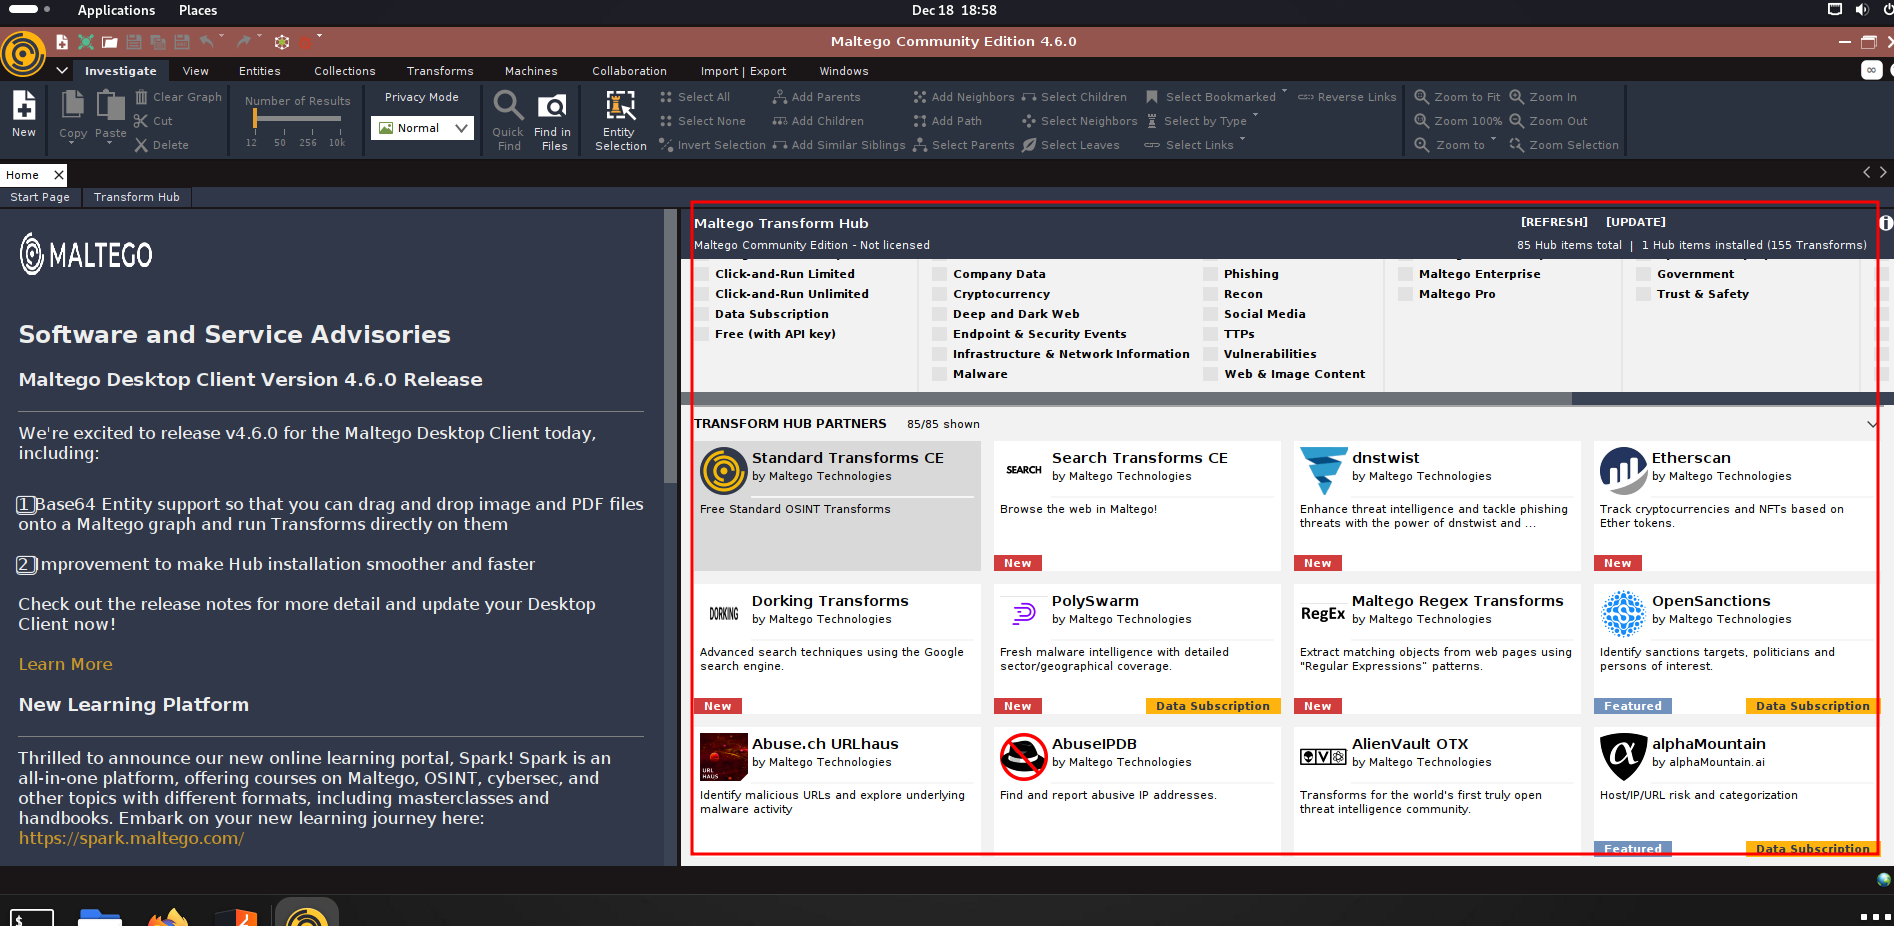 Applications Places Dec 18 18:58
Maltego Community Edition 4.6.0
Investigate View Entities Collections Transforms Machines Collaboration Import | Export Windows
New
Copy Paste
Clear Graph
Cut
Delete
Number of Results
12 50 256 10k
Privacy Mode
Normal
Quick Find
Find in Files
Entity Selection
Select All Add Parents Add Neighbors Select Children Select Bookmarked Reverse Links
Select None Add Children Add Path Select Neighbors Select by Type
Invert Selection Add Similar Siblings Select Parents Select Leaves Select Links
Zoom to Fit Zoom In
Zoom 100% Zoom Out
Zoom to Zoom Selection
Home
Start Page Transform Hub
MALTEGO
Software and Service Advisories
Maltego Desktop Client Version 4.6.0 Release
We're excited to release v4.6.0 for the Maltego Desktop Client today,
including:
1 Base64 Entity support so that you can drag and drop image and PDF files
onto a Maltego graph and run Transforms directly on them
2 Improvement to make Hub installation smoother and faster
Check out the release notes for more detail and update your Desktop
Client now!
Learn More
New Learning Platform
Thrilled to announce our new online learning portal, Spark! Spark is an
all-in-one platform, offering courses on Maltego, OSINT, cybersec, and
other topics with different formats, including masterclasses and
handbooks. Embark on your new learning journey here:
https://spark.maltego.com/
Maltego Transform Hub [REFRESH] [UPDATE]
Maltego Community Edition - Not licensed 85 Hub items total | 1 Hub items installed (155 Transforms)
Click-and-Run Limited Company Data Phishing Maltego Enterprise Government
Click-and-Run Unlimited Cryptocurrency Recon Maltego Pro Trust & Safety
Data Subscription Deep and Dark Web Social Media
Free (with API key) Endpoint & Security Events TTPs
Infrastructure & Network Information Vulnerabilities
Malware Web & Image Content
TRANSFORM HUB PARTNERS 85/85 shown
Standard Transforms CE
by Maltego Technologies
Free Standard OSINT Transforms
SEARCH
Search Transforms CE
by Maltego Technologies
Browse the web in Maltego!
New
dnstwist
by Maltego Technologies
Enhance threat intelligence and tackle phishing
threats with the power of dnstwist and ...
New
Etherscan
by Maltego Technologies
Track cryptocurrencies and NFTs based on
Ether tokens.
New
DORKING
Dorking Transforms
by Maltego Technologies
Advanced search techniques using the Google
search engine.
New
PolySwarm
by Maltego Technologies
Fresh malware intelligence with detailed
sector/geographical coverage.
New Data Subscription
RegEx
Maltego Regex Transforms
by Maltego Technologies
Extract matching objects from web pages using
"Regular Expressions" patterns.
New
OpenSanctions
by Maltego Technologies
Identify sanctions targets, politicians and
persons of interest.
Featured Data Subscription
URL
HAUS
Abuse.ch URLhaus
by Maltego Technologies
Identify malicious URLs and explore underlying
malware activity
AbuseIPDB
by Maltego Technologies
Find and report abusive IP addresses.
AlienVault OTX
by Maltego Technologies
Transforms for the world's first truly open
threat intelligence community.
alphaMountain
by alphaMountain.ai
Host/IP/URL risk and categorization
Featured Data Subscription